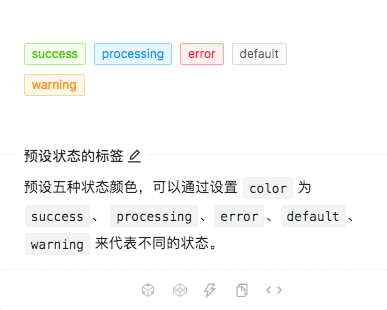 success processing error default
warning
预设状态的标签
预设五种状态颜色，可以通过设置 color 为
success 、 processing 、 error 、 default 、
warning 来代表不同的状态。